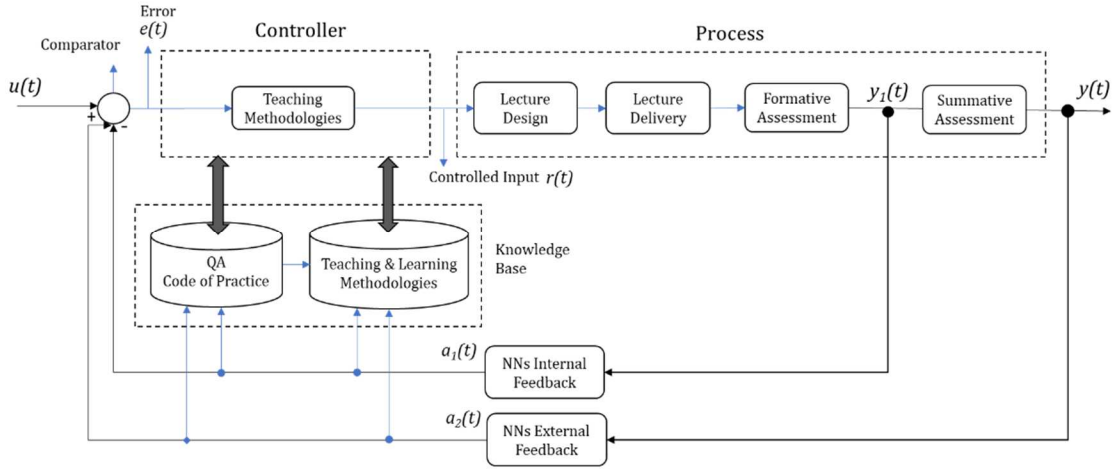 Error
e(t)
Comparator
Controller
Process
u(t)
+
-
Teaching
Methodologies
Lecture
Design
Lecture
Delivery
Formative
Assessment
y1(t)
Summative
Assessment
y(t)
Controlled Input r(t)
QA
Code of Practice
Teaching & Learning
Methodologies
Knowledge
Base
a1(t)
NNs Internal
Feedback
a2(t)
NNs External
Feedback